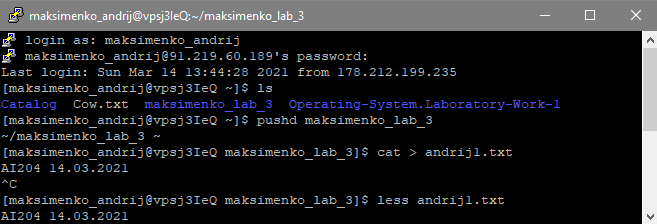 maksimenko_andrij@vpsj3IeQ:~/maksimenko_lab_3
login as: maksimenko_andrij
maksimenko_andrij@91.219.60.189's password:
Last login: Sun Mar 14 13:44:28 2021 from 178.212.199.235
[maksimenko_andrij@vpsj3IeQ ~]$ ls
Catalog  Cow.txt  maksimenko_lab_3  Operating-System.Laboratory-Work-1
[maksimenko_andrij@vpsj3IeQ ~]$ pushd maksimenko_lab_3
~/maksimenko_lab_3 ~
[maksimenko_andrij@vpsj3IeQ maksimenko_lab_3]$ cat > andrij1.txt
AI204 14.03.2021
^C
[maksimenko_andrij@vpsj3IeQ maksimenko_lab_3]$ less andrij1.txt
AI204 14.03.2021